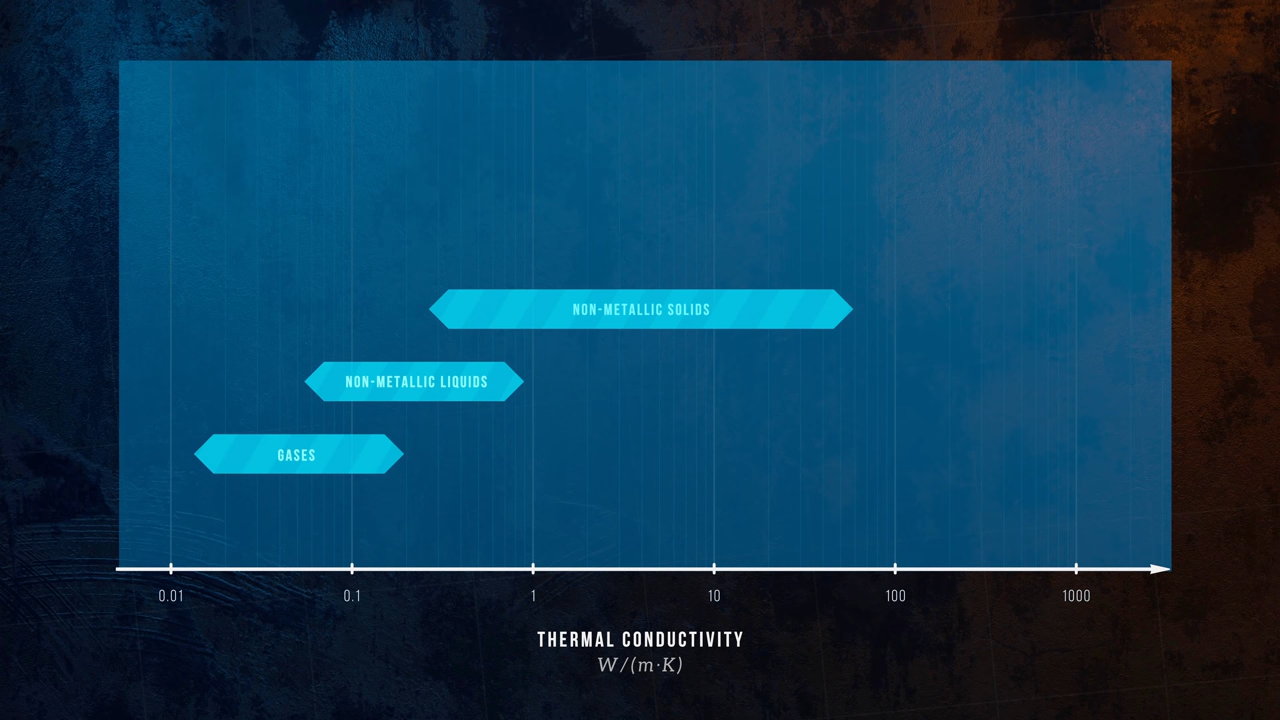 NON-METALLIC SOLIDS
NON-METALLIC LIQUIDS
GASES
0.01 0.1 1 10 100 1000
THERMAL CONDUCTIVITY
W/(m·K)